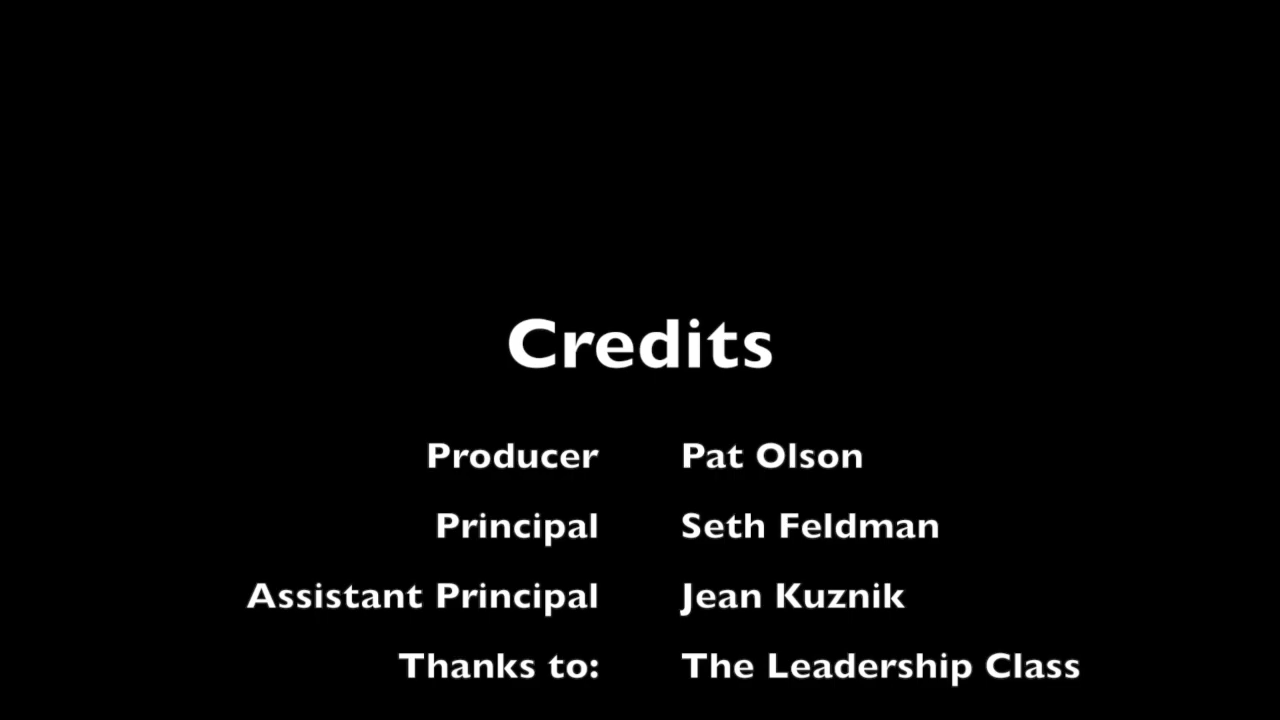 Credits
Producer Pat Olson
Principal Seth Feldman
Assistant Principal Jean Kuznik
Thanks to: The Leadership Class